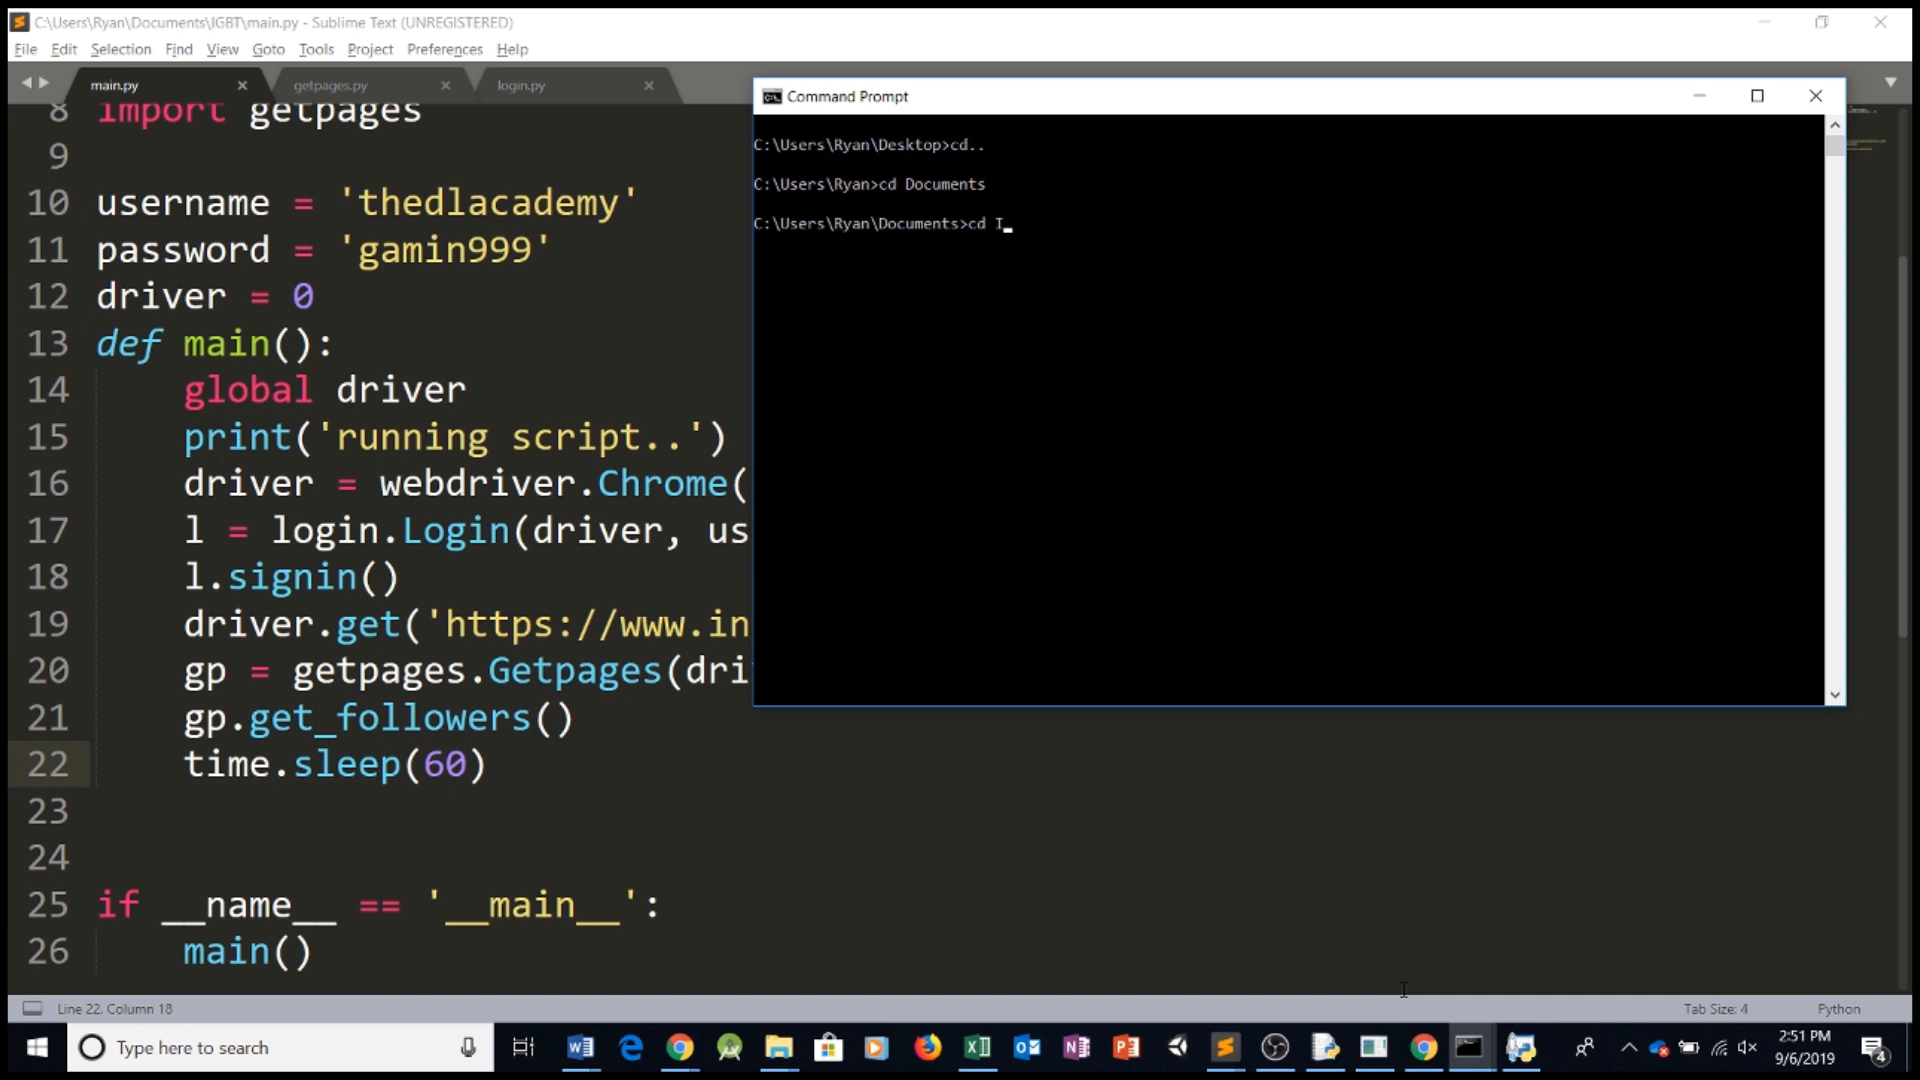 C:\Users\Ryan\Documents\IGBT\main.py - Sublime Text (UNREGISTERED)
File Edit Selection Find View Goto Tools Project Preferences Help
main.py getpages.py login.py
8 import getpages
9
10 username = 'thedlacademy'
11 password = 'gamin999'
12 driver = 0
13 def main():
14 global driver
15 print('running script..')
16 driver = webdriver.Chrome(
17 l = login.Login(driver, us
18 l.signin()
19 driver.get('https://www.in
20 gp = getpages.Getpages(dri
21 gp.get_followers()
22 time.sleep(60)
23
24
25 if __name__ == '__main__':
26 main()
Command Prompt
C:\Users\Ryan\Desktop>cd..
C:\Users\Ryan>cd Documents
C:\Users\Ryan\Documents>cd I
Line 22, Column 18 Tab Size: 4 Python
Type here to search
2:51 PM
9/6/2019
4